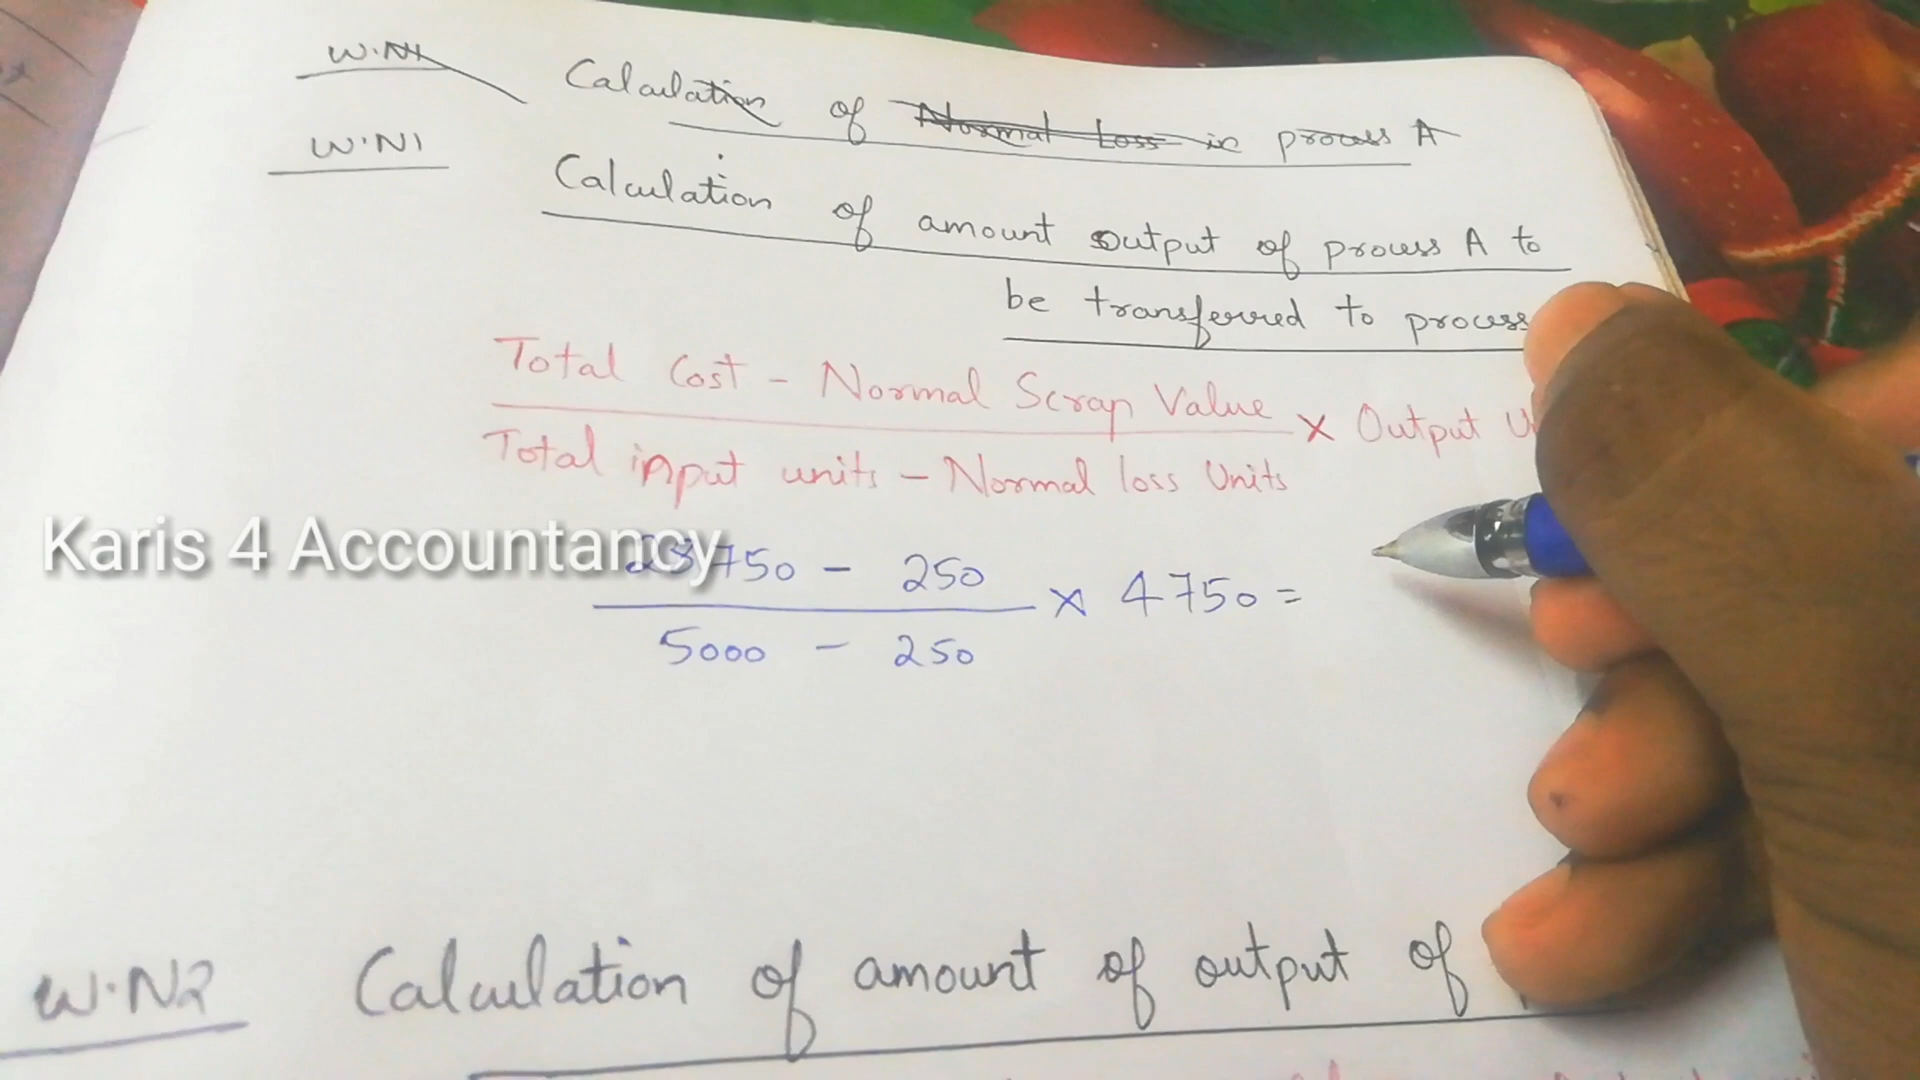 W.N1
Calculation of Normal Loss in process A
W.N1
Calculation of amount output of process A to
be transferred to process
Total Cost - Normal Scrap Value × Output U
Total input units - Normal loss Units
Karis 4 Accountancy
750 - 250 × 4750 =
5000 - 250
W.N2 Calculation of amount of output of